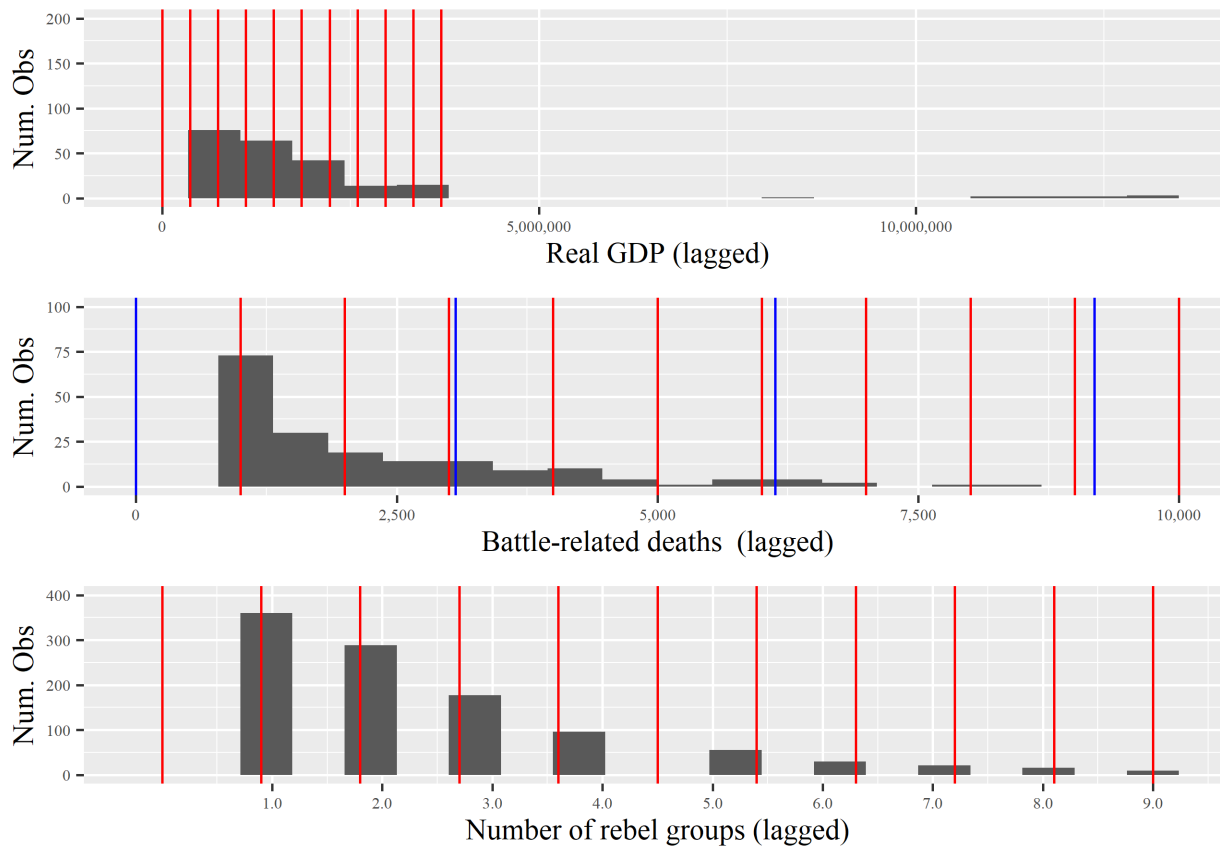 200
150
100
50
0
Num. Obs
0 5,000,000 10,000,000
Real GDP (lagged)
100
75
50
25
0
Num. Obs
0 2,500 5,000 7,500 10,000
Battle-related deaths  (lagged)
400
300
200
100
0
Num. Obs
1.0 2.0 3.0 4.0 5.0 6.0 7.0 8.0 9.0
Number of rebel groups (lagged)